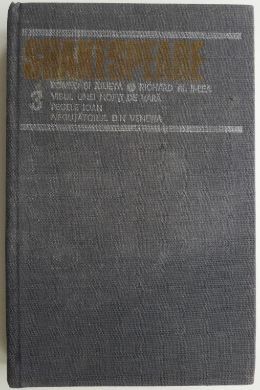 SHAKESPEARE
ROMEO ȘI JULIETA RICHARD AL II-LEA
3 VISUL UNEI NOPȚI DE VARĂ
REGELE IOAN
NEGUȚĂTORUL DIN VENEȚIA